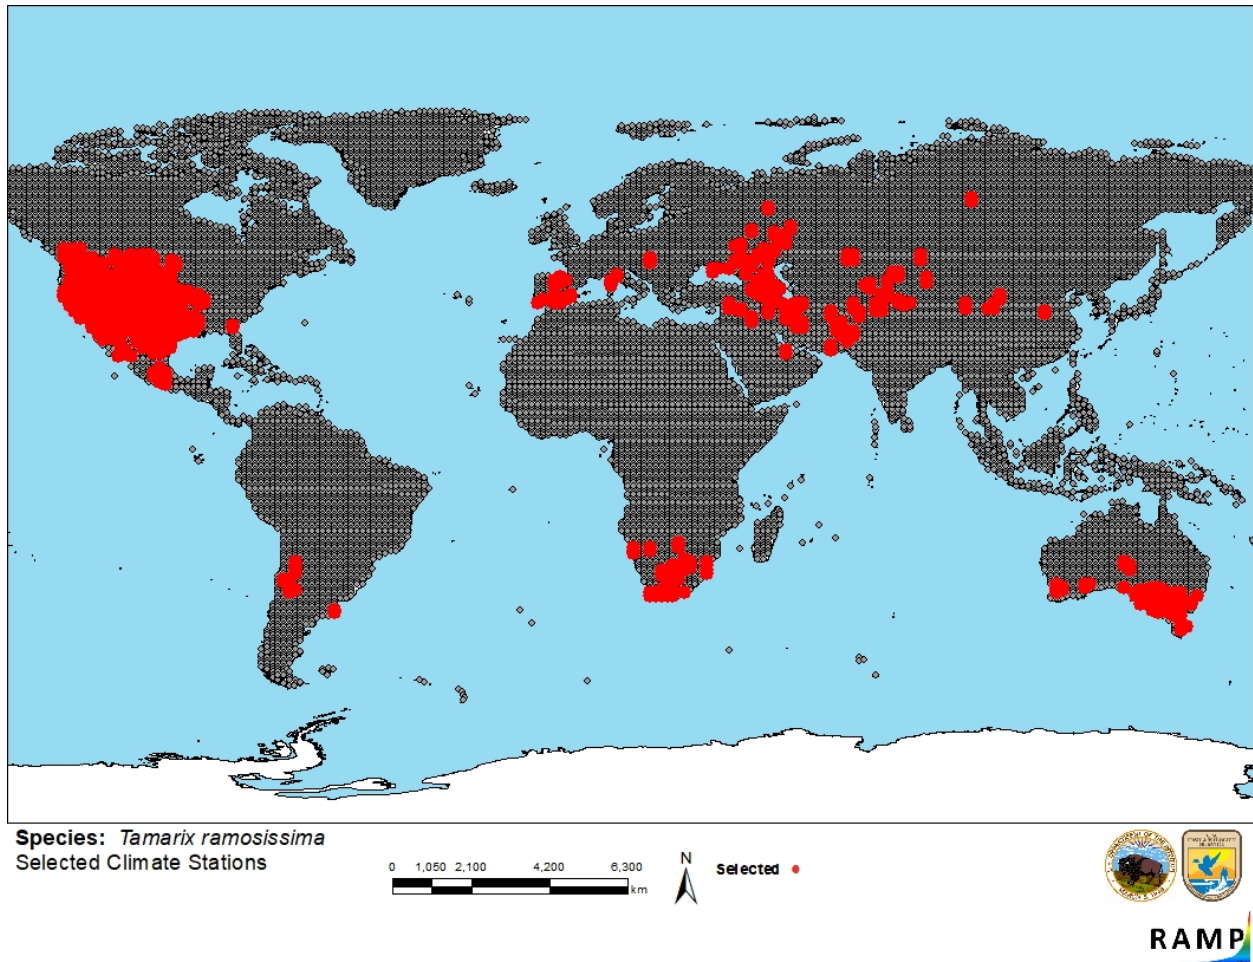 Species: Tamarix ramosissima
Selected Climate Stations
0 1,050 2,100 4,200 6,300
km
N
Selected
RAMP